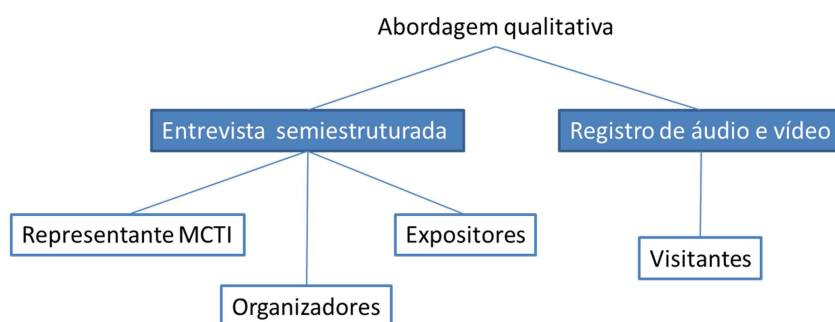 Abordagem qualitativa
Entrevista semiestruturada
Registro de áudio e vídeo
Representante MCTI
Expositores
Visitantes
Organizadores